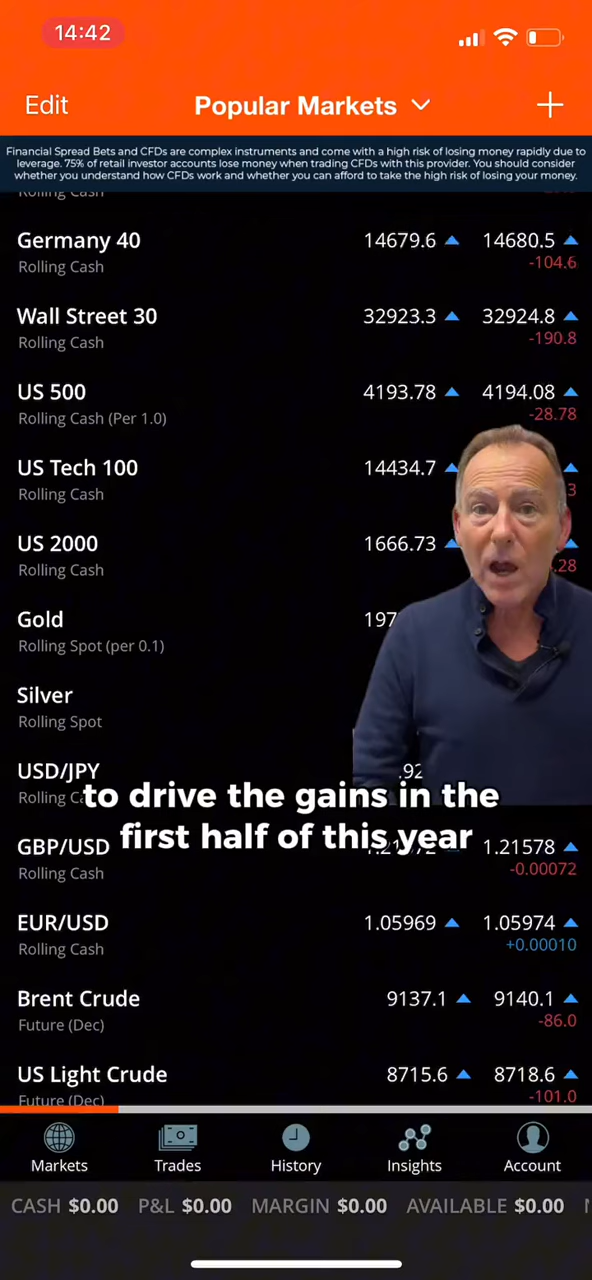 14:42
Edit
Popular Markets
Financial Spread Bets and CFDs are complex instruments and come with a high risk of losing money rapidly due to
leverage. 75% of retail investor accounts lose money when trading CFDs with this provider. You should consider
whether you understand how CFDs work and whether you can afford to take the high risk of losing your money.
Rolling Cash
Germany 40 14679.6 14680.5
Rolling Cash -104.6
Wall Street 30 32923.3 32924.8
Rolling Cash -190.8
US 500 4193.78 4194.08
Rolling Cash (Per 1.0) -28.78
US Tech 100 14434.7
Rolling Cash
US 2000 1666.73
Rolling Cash .28
Gold
Rolling Spot (per 0.1)
Silver
Rolling Spot
USD/JPY .92
to drive the gains in the
first half of this year
GBP/USD 1.21578
Rolling Cash -0.00072
EUR/USD 1.05969 1.05974
Rolling Cash +0.00010
Brent Crude 9137.1 9140.1
Future (Dec) -86.0
US Light Crude 8715.6 8718.6
Future (Dec) -101.0
Markets Trades History Insights Account
CASH $0.00 P&L $0.00 MARGIN $0.00 AVAILABLE $0.00